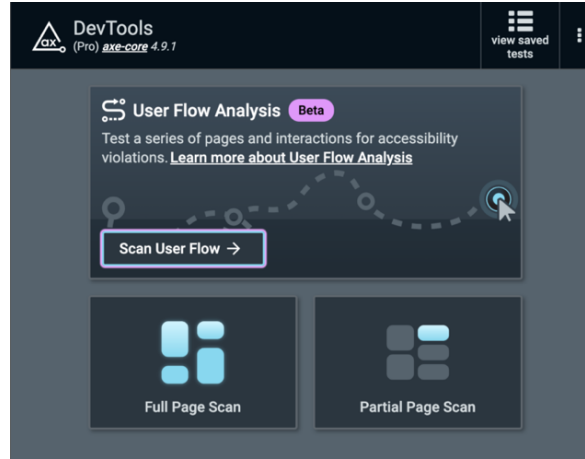 DevTools
(Pro) axe-core 4.9.1
view saved
tests
User Flow Analysis Beta
Test a series of pages and interactions for accessibility
violations. Learn more about User Flow Analysis
Scan User Flow →
Full Page Scan
Partial Page Scan